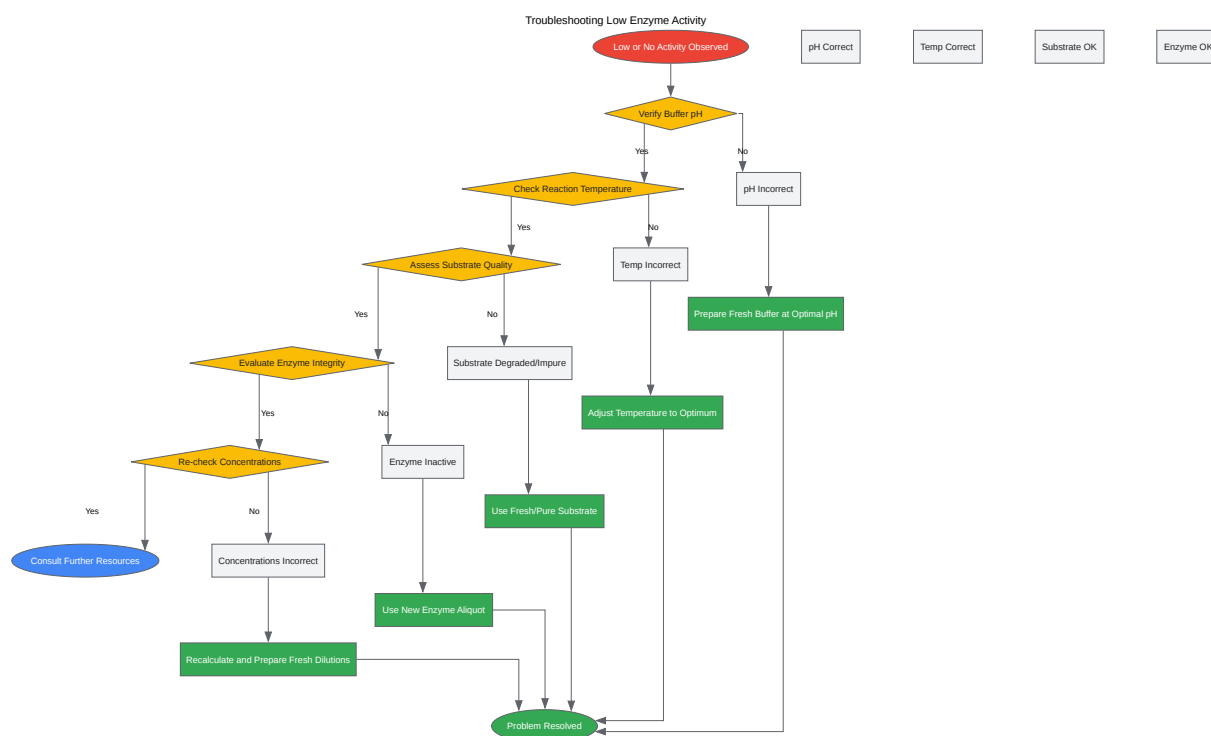 Troubleshooting Low Enzyme Activity
Low or No Activity Observed
pH Correct
Temp Correct
Substrate OK
Enzyme OK
Verify Buffer pH
Yes
No
Check Reaction Temperature
pH Incorrect
Yes
No
Assess Substrate Quality
Temp Incorrect
Prepare Fresh Buffer at Optimal pH
Yes
No
Evaluate Enzyme Integrity
Substrate Degraded/Impure
Adjust Temperature to Optimum
Yes
No
Re-check Concentrations
Enzyme Inactive
Yes
No
Use Fresh/Pure Substrate
Consult Further Resources
Concentrations Incorrect
Use New Enzyme Aliquot
Recalculate and Prepare Fresh Dilutions
Problem Resolved